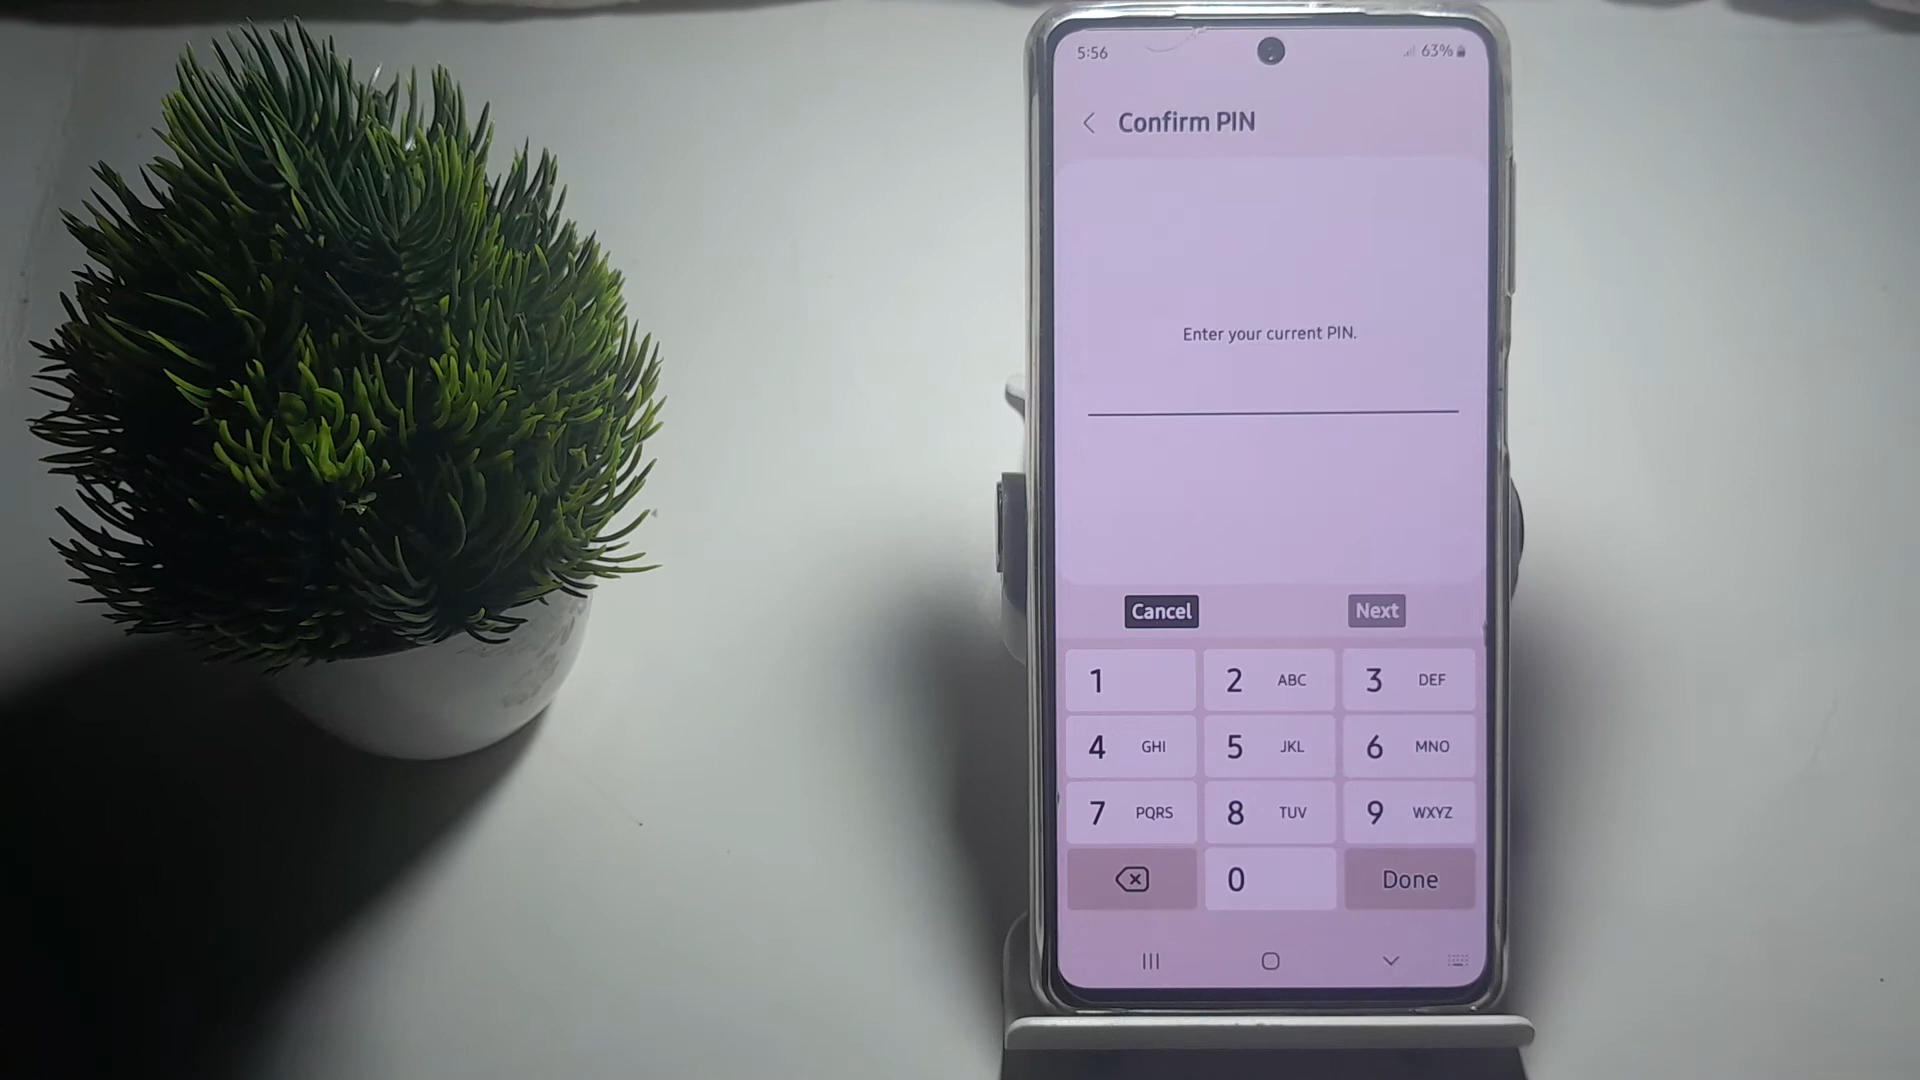 5:56 63%
Confirm PIN
Enter your current PIN.
Cancel Next
1 2 ABC 3 DEF
4 GHI 5 JKL 6 MNO
7 PQRS 8 TUV 9 WXYZ
0 Done